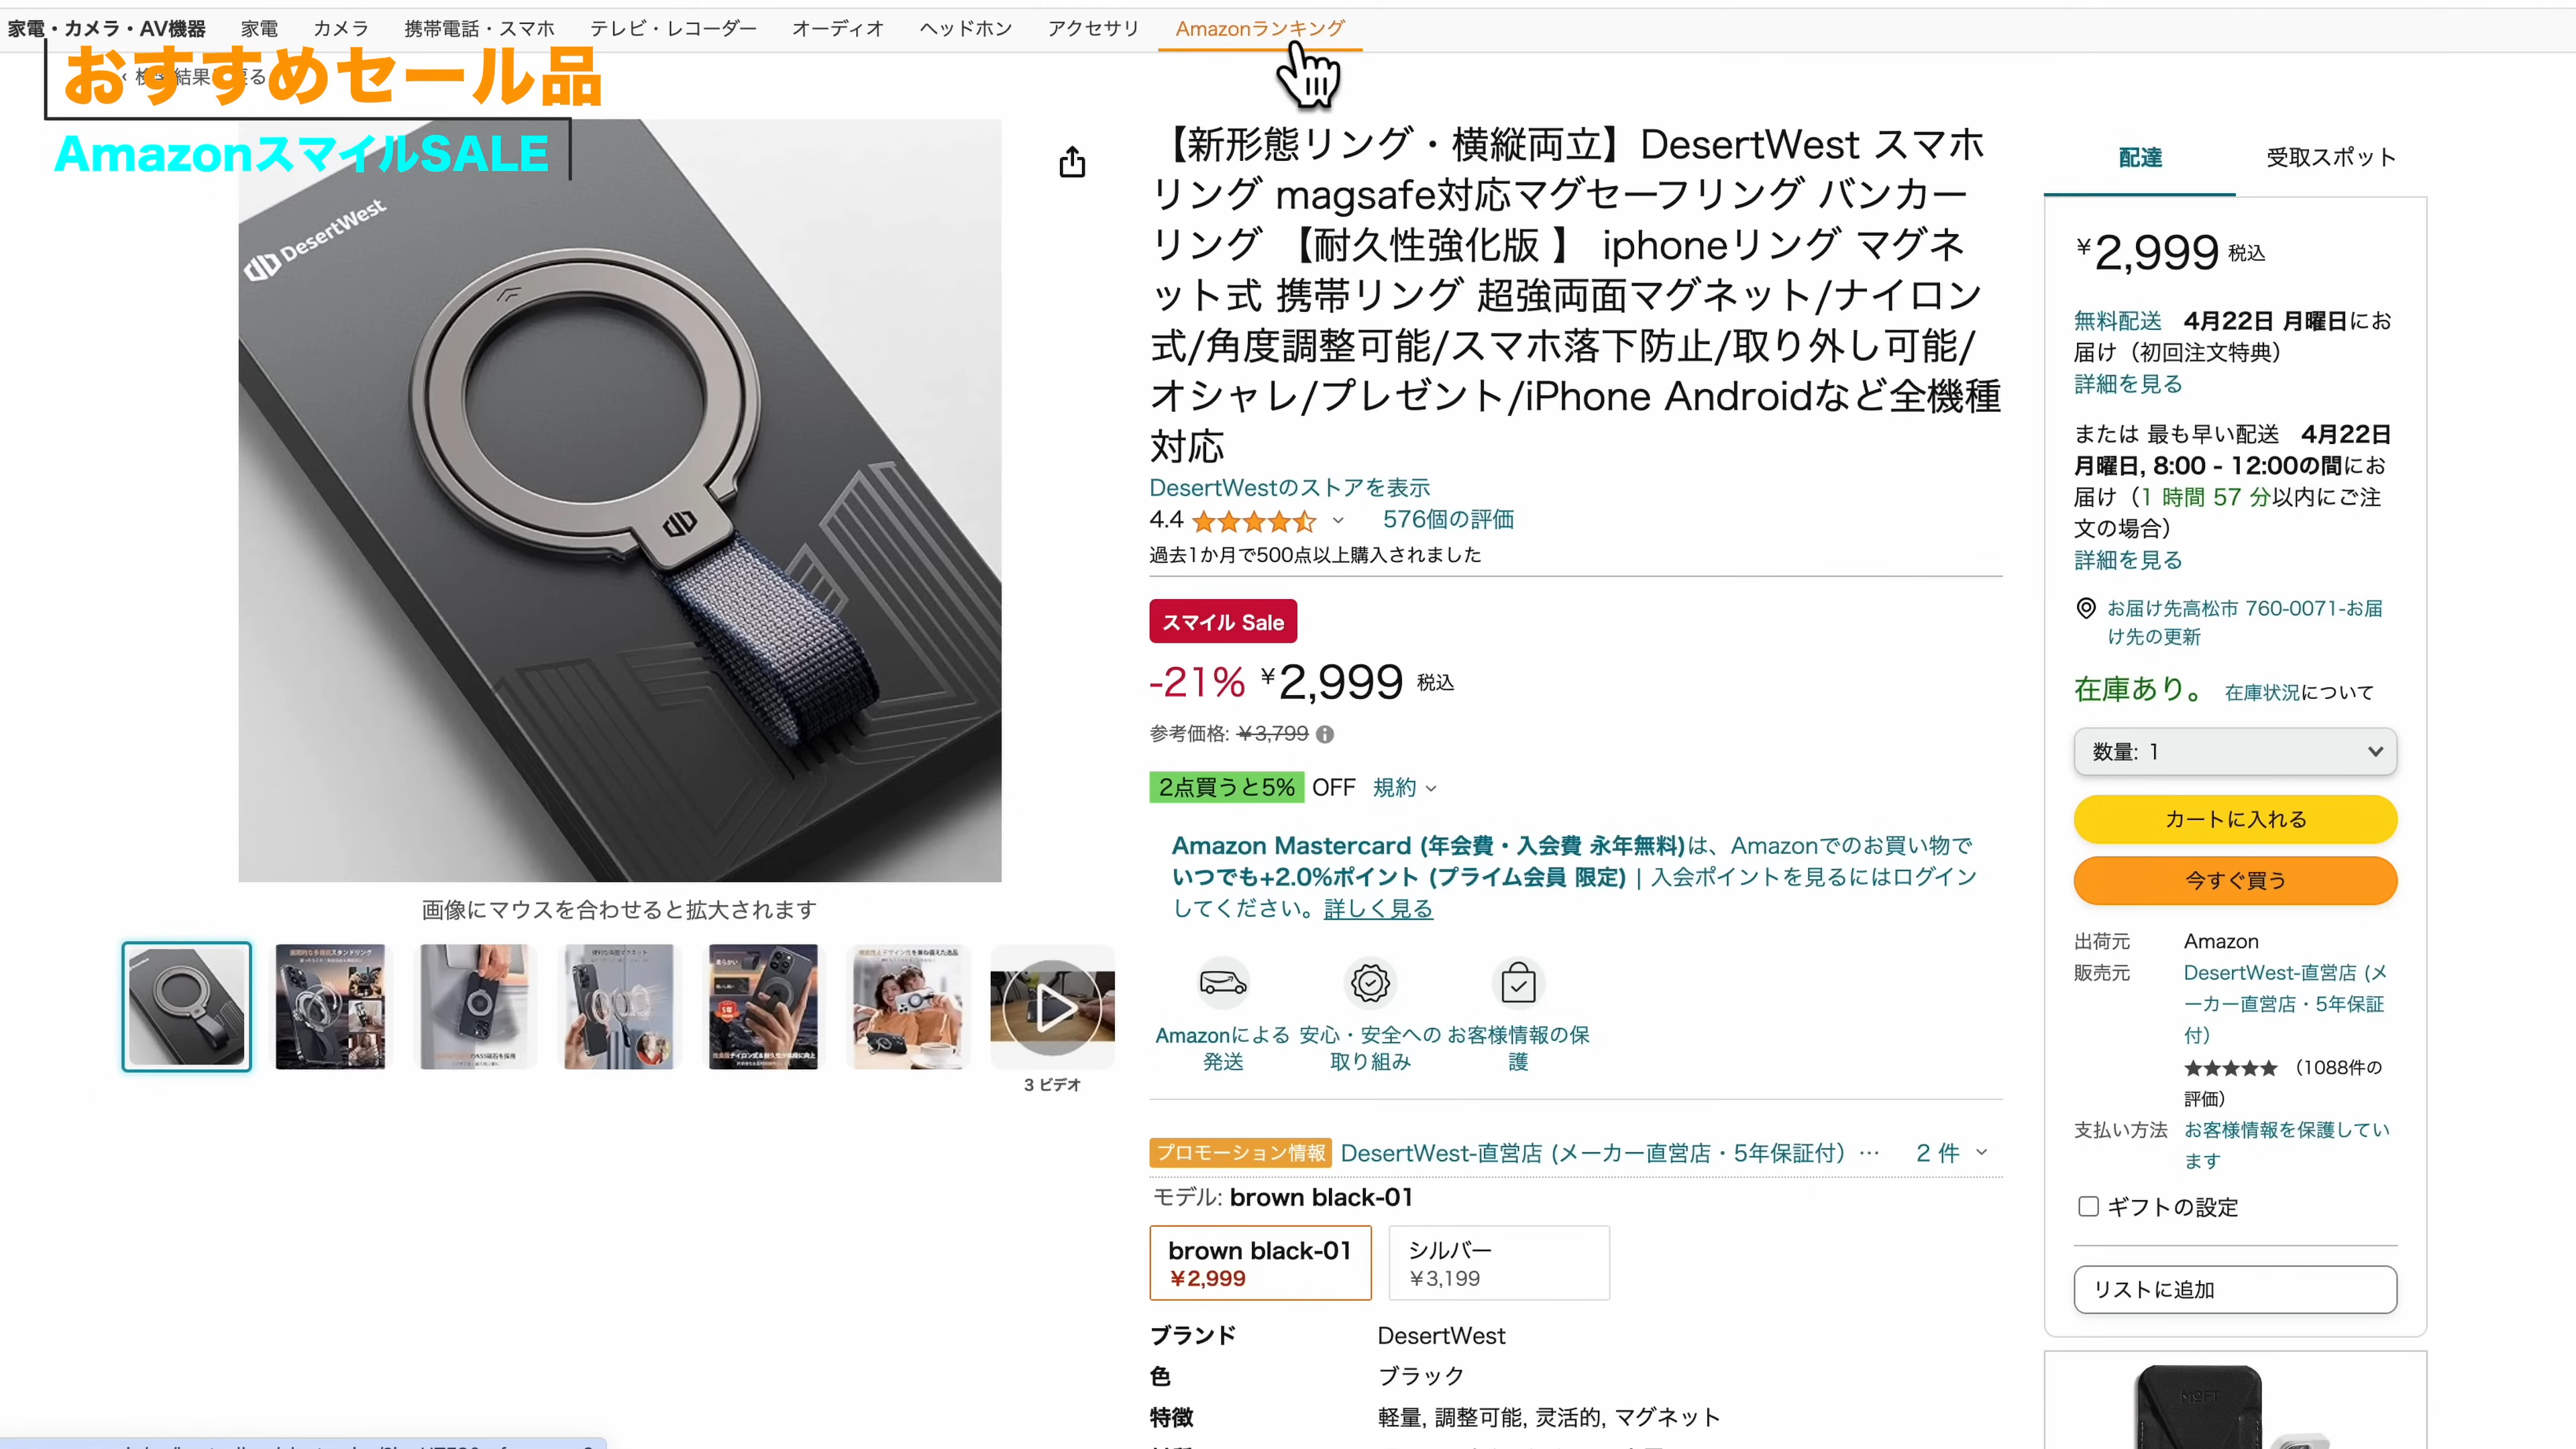 家電・カメラ・AV機器 家電 カメラ 携帯電話・スマホ テレビ・レコーダー オーディオ ヘッドホン アクセサリ Amazonランキング
おすすめセール品
AmazonスマイルSALE
DesertWest
画像にマウスを合わせると拡大されます
3 ビデオ
【新形態リング・横縦両立】DesertWest スマホ
リング magsafe対応マグセーフリング バンカー
リング 【耐久性強化版 】 iphoneリング マグネ
ット式 携帯リング 超強両面マグネット/ナイロン
式/角度調整可能/スマホ落下防止/取り外し可能/
オシャレ/プレゼント/iPhone Androidなど全機種
対応
DesertWestのストアを表示
4.4 576個の評価
過去1か月で500点以上購入されました
スマイル Sale
-21% ¥2,999 税込
参考価格: ¥3,799
2点買うと5% OFF 規約
Amazon Mastercard (年会費・入会費 永年無料)は、Amazonでのお買い物で
いつでも+2.0%ポイント (プライム会員 限定) | 入会ポイントを見るにはログイン
してください。詳しく見る
Amazonによる
発送
安心・安全への
取り組み
お客様情報の保
護
プロモーション情報 DesertWest-直営店 (メーカー直営店・5年保証付) … 2 件
モデル: brown black-01
brown black-01
¥2,999
シルバー
¥3,199
ブランド DesertWest
色 ブラック
特徴 軽量, 調整可能, 灵活的, マグネット
配達 受取スポット
¥2,999 税込
無料配送 4月22日 月曜日にお
届け（初回注文特典）
詳細を見る
または 最も早い配送 4月22日
月曜日, 8:00 - 12:00の間にお
届け（1 時間 57 分以内にご注
文の場合）
詳細を見る
お届け先高松市 760-0071-お届
け先の更新
在庫あり。 在庫状況について
数量: 1
カートに入れる
今すぐ買う
出荷元 Amazon
販売元 DesertWest-直営店 (メ
ーカー直営店・5年保証
付)
★★★★★ （1088件の
評価）
支払い方法 お客様情報を保護してい
ます
ギフトの設定
リストに追加
MOFT